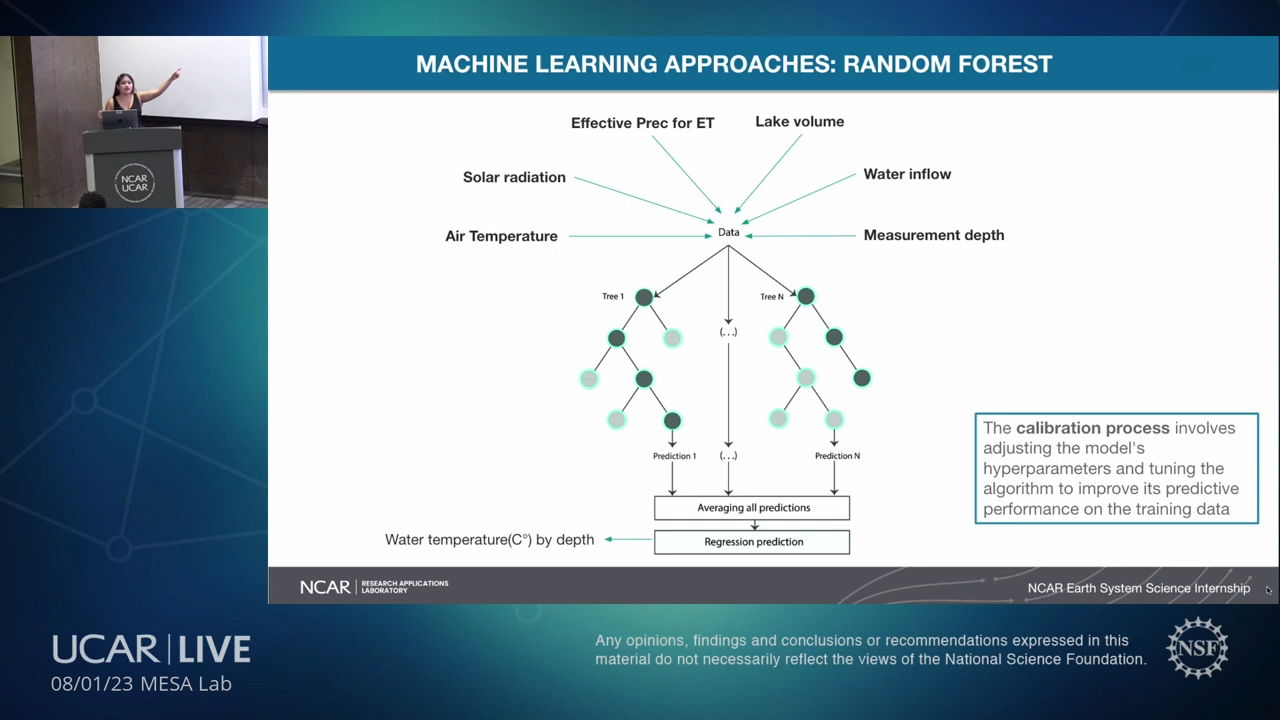 MACHINE LEARNING APPROACHES: RANDOM FOREST
Effective Prec for ET
Lake volume
Solar radiation
Water inflow
Air Temperature
Data
Measurement depth
Tree 1
Tree N
(...)
Prediction 1
(...)
Prediction N
Averaging all predictions
Regression prediction
Water temperature(C°) by depth
The calibration process involves
adjusting the model's
hyperparameters and tuning the
algorithm to improve its predictive
performance on the training data
NCAR
UCAR
NCAR | RESEARCH APPLICATIONS
LABORATORY
NCAR Earth System Science Internship
UCAR | LIVE
08/01/23 MESA Lab
Any opinions, findings and conclusions or recommendations expressed in this
material do not necessarily reflect the views of the National Science Foundation.
NSF